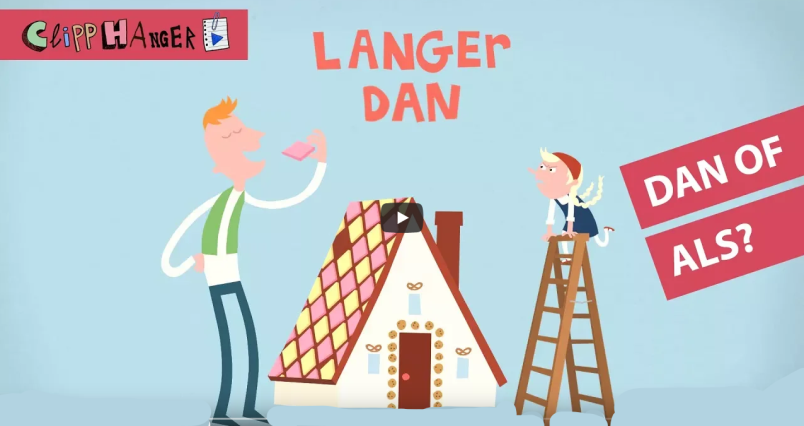 CLIPPHANGER
LANGER
DAN
DAN OF
ALS?